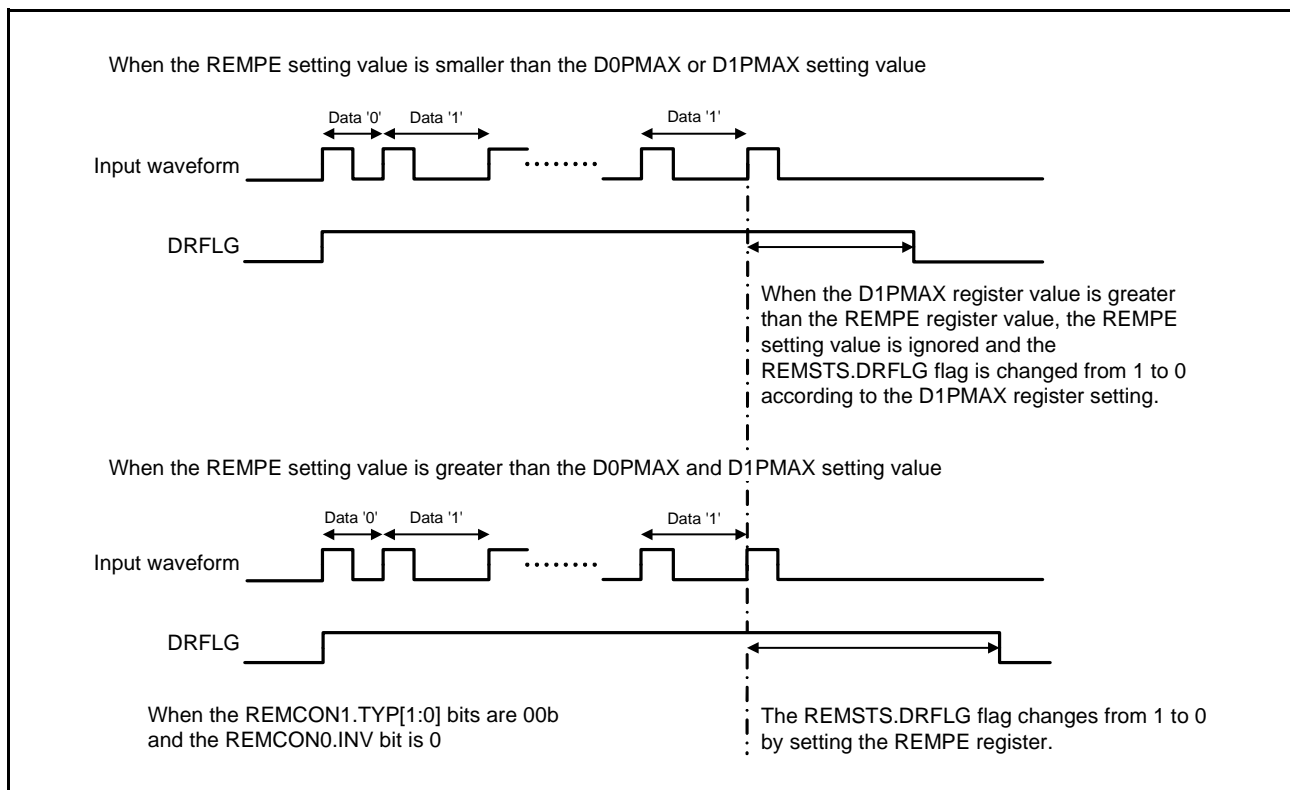 When the REMPE setting value is smaller than the D0PMAX or D1PMAX setting value
Data '0'
Data '1'
Data '1'
Input waveform
DRFLG
When the D1PMAX register value is greater
than the REMPE register value, the REMPE
setting value is ignored and the
REMSTS.DRFLG flag is changed from 1 to 0
according to the D1PMAX register setting.
When the REMPE setting value is greater than the D0PMAX and D1PMAX setting value
Data '0'
Data '1'
Data '1'
Input waveform
DRFLG
When the REMCON1.TYP[1:0] bits are 00b
and the REMCON0.INV bit is 0
The REMSTS.DRFLG flag changes from 1 to 0
by setting the REMPE register.